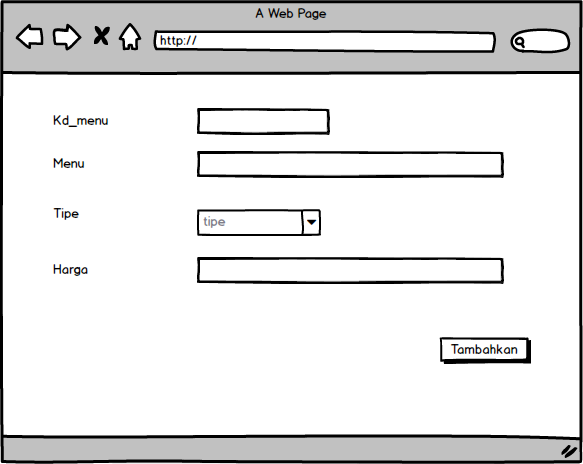 A Web Page
http://
Kd_menu
Menu
Tipe
tipe
Harga
Tambahkan